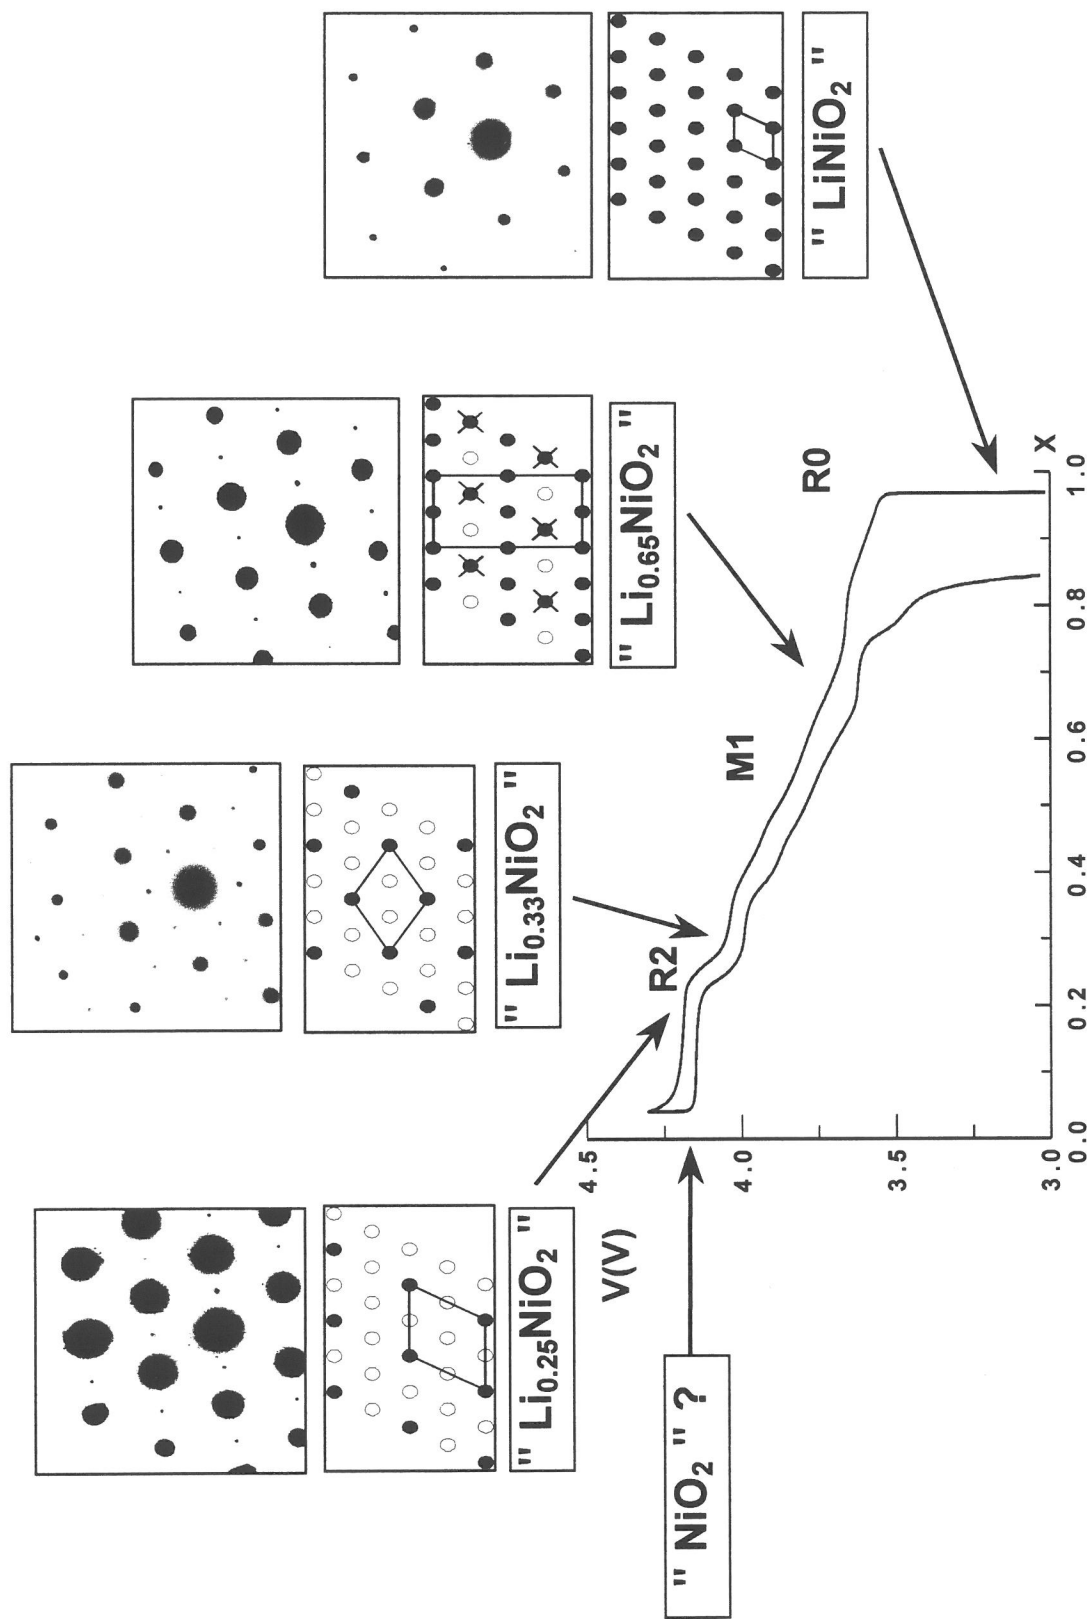 " Li0.25NiO2 "
" Li0.33NiO2 "
" Li0.65NiO2 "
" LiNiO2 "
" NiO2 " ?
V(V)
R2
M1
R0
4.5
4.0
3.5
3.0
0.0
0.2
0.4
0.6
0.8
1.0
X